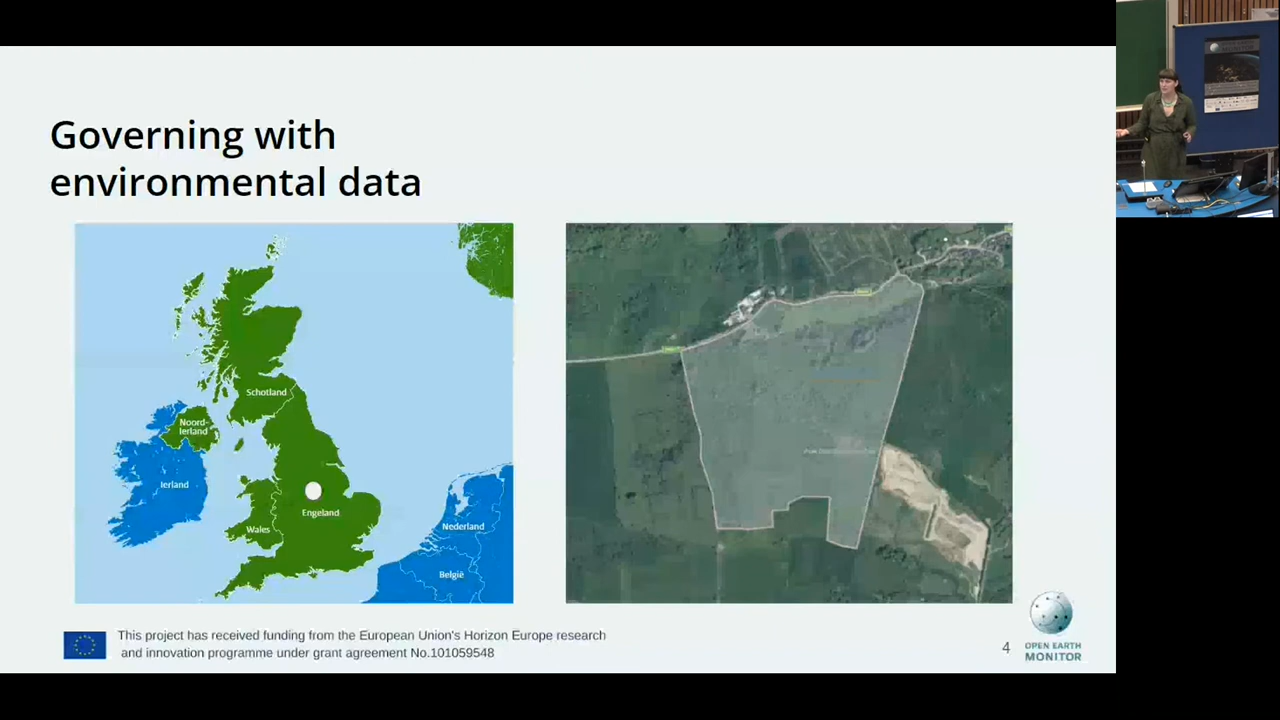 Governing with
environmental data
Schotland
Noord-
Ierland
Ierland
Engeland
Wales
Nederland
België
This project has received funding from the European Union's Horizon Europe research
and innovation programme under grant agreement No.101059548
4
OPEN EARTH
MONITOR